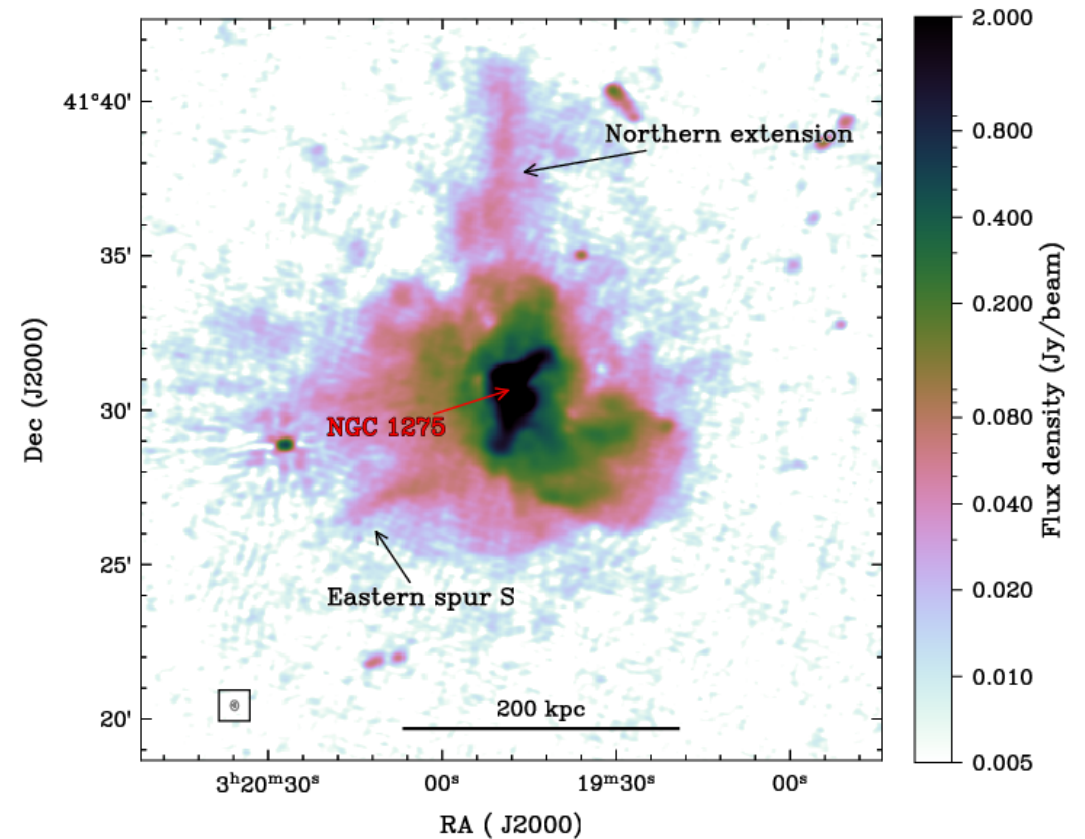 2.000
41°40'
Northern extension
0.800
0.400
35'
0.200
30'
NGC 1275
0.080
0.040
25'
Eastern spur S
0.020
0.010
200 kpc
20'
0.005
3ʰ20ᵐ30ˢ
00ˢ
19ᵐ30ˢ
00ˢ
RA ( J2000)
Dec (J2000)
Flux density (Jy/beam)